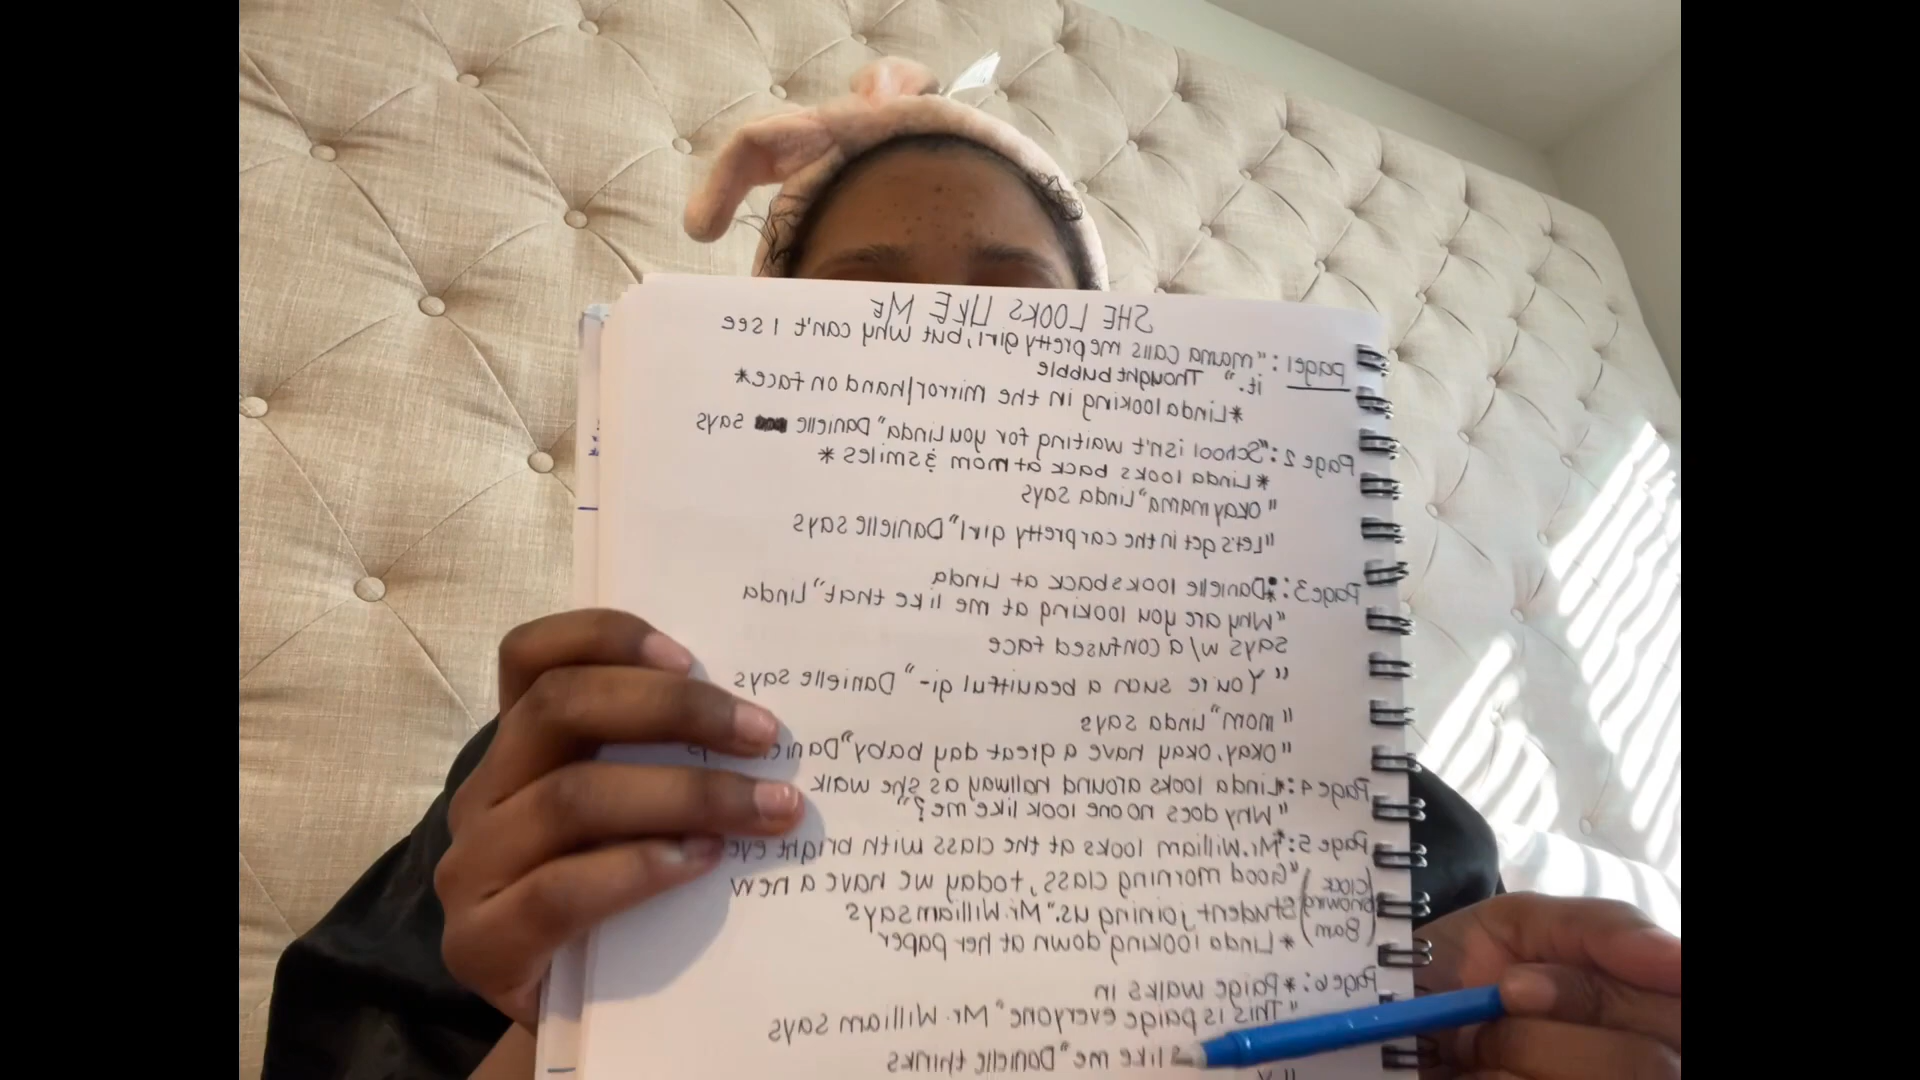 SHE LOOKS LIKE ME
page1: "mama calls me pretty girl, but why can't I see
it." Thought bubble
*Linda looking in the mirror/hand on face*
Page 2: "School isn't waiting for you Linda" Danielle says
*Linda looks back at mom & smiles *
"Okay mama" Linda says
"Let's get in the car pretty girl" Danielle says
Page3: *Danielle looks back at Linda
"Why are you looking at me like that" Linda
says w/a confused face
"You're such a beautiful gi-" Danielle says
"mom" Linda says
"Okay, okay have a great day baby"
Page 4: *Linda looks around hallway as she walk
"Why does no one look like me?"
Page 5: *Mr. William looks at the class with bright eye
(clock showing 8am)
"Good morning class, today we have a new
student joining us." Mr. William says
* Linda looking down at her paper
Page 6: * Paige walks in
"This is paige everyone" Mr. William says
like me" Danielle thinks